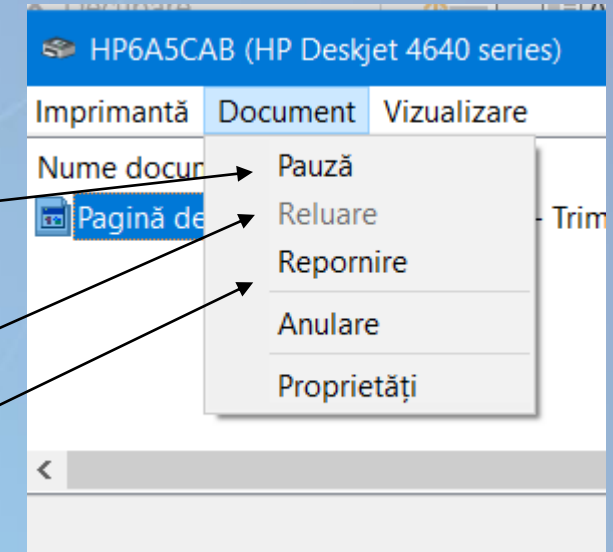 HP6A5CAB (HP Deskjet 4640 series)
Imprimantă Document Vizualizare
Nume docum
Pagină de - Trim
Pauză
Reluare
Repornire
Anulare
Proprietăți